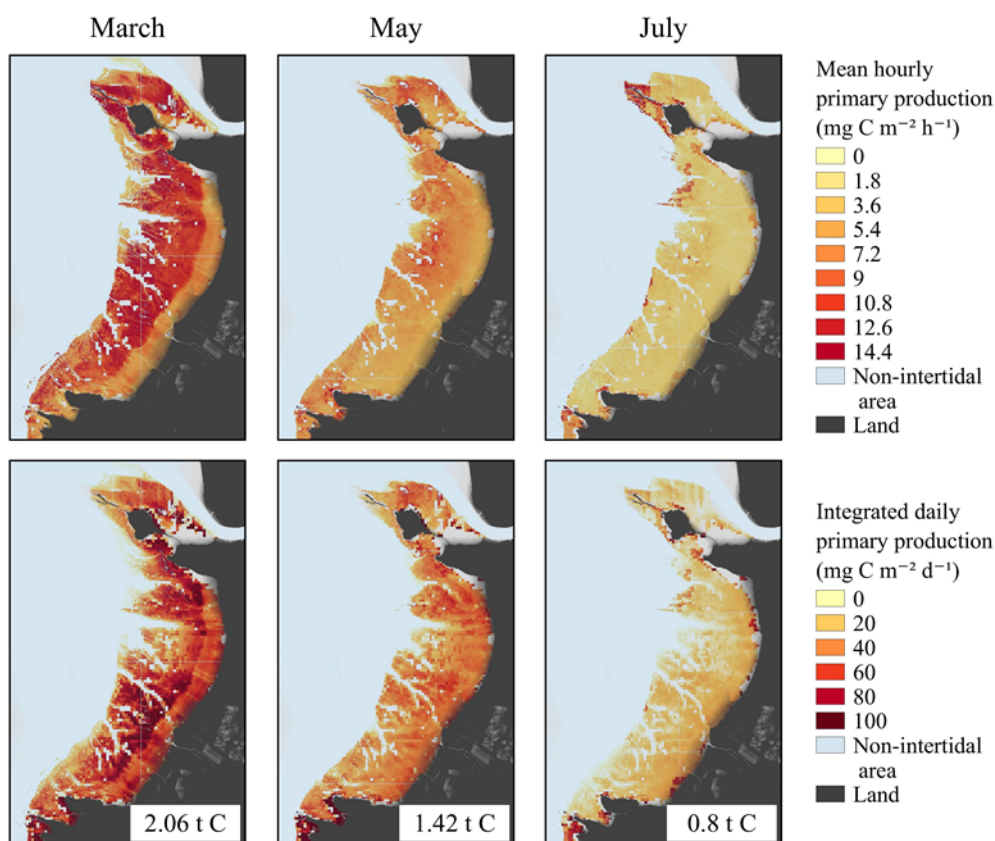 March
May
July
Mean hourly
primary production
(mg C m⁻² h⁻¹)
0
1.8
3.6
5.4
7.2
9
10.8
12.6
14.4
Non-intertidal
area
Land
Integrated daily
primary production
(mg C m⁻² d⁻¹)
0
20
40
60
80
100
Non-intertidal
area
Land
2.06 t C
1.42 t C
0.8 t C